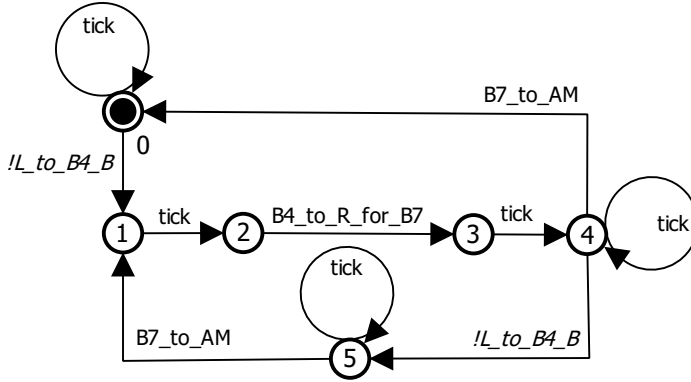 tick
B7_to_AM
0
!L_to_B4_B
tick
B4_to_R_for_B7
tick
1
2
3
4
tick
tick
B7_to_AM
5
!L_to_B4_B